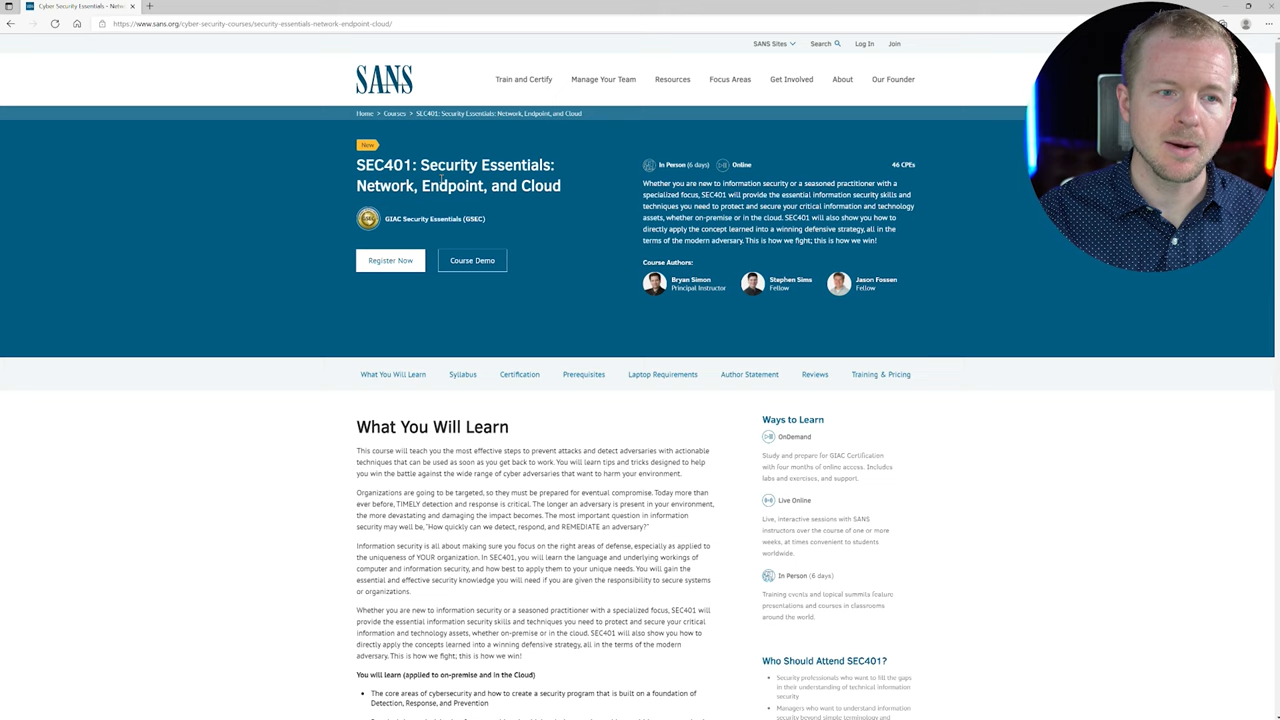 Cyber Security Essentials - Netw
https://www.sans.org/cyber-security-courses/security-essentials-network-endpoint-cloud/
SANS Sites Search Log In Join
SANS
Train and Certify Manage Your Team Resources Focus Areas Get Involved About Our Founder
Home > Courses > SEC401: Security Essentials: Network, Endpoint, and Cloud
New
SEC401: Security Essentials:
Network, Endpoint, and Cloud
GIAC Security Essentials (GSEC)
Register Now Course Demo
In Person (6 days) Online 46 CPEs
Whether you are new to information security or a seasoned practitioner with a
specialized focus, SEC401 will provide the essential information security skills and
techniques you need to protect and secure your critical information and technology
assets, whether on-premise or in the cloud. SEC401 will also show you how to
directly apply the concept learned into a winning defensive strategy, all in the
terms of the modern adversary. This is how we fight; this is how we win!
Course Authors:
Bryan Simon
Principal Instructor
Stephen Sims
Fellow
Jason Fossen
Fellow
What You Will Learn Syllabus Certification Prerequisites Laptop Requirements Author Statement Reviews Training & Pricing
What You Will Learn
This course will teach you the most effective steps to prevent attacks and detect adversaries with actionable
techniques that can be used as soon as you get back to work. You will learn tips and tricks designed to help
you win the battle against the wide range of cyber adversaries that want to harm your environment.
Organizations are going to be targeted, so they must be prepared for eventual compromise. Today more than
ever before, TIMELY detection and response is critical. The longer an adversary is present in your environment,
the more devastating and damaging the impact becomes. The most important question in information
security may well be, "How quickly can we detect, respond, and REMEDIATE an adversary?"
Information security is all about making sure you focus on the right areas of defense, especially as applied to
the uniqueness of YOUR organization. In SEC401, you will learn the language and underlying workings of
computer and information security, and how best to apply them to your unique needs. You will gain the
essential and effective security knowledge you will need if you are given the responsibility to secure systems
or organizations.
Whether you are new to information security or a seasoned practitioner with a specialized focus, SEC401 will
provide the essential information security skills and techniques you need to protect and secure your critical
information and technology assets, whether on-premise or in the cloud. SEC401 will also show you how to
directly apply the concepts learned into a winning defensive strategy, all in the terms of the modern
adversary. This is how we fight; this is how we win!
You will learn (applied to on-premise and in the Cloud)
• The core areas of cybersecurity and how to create a security program that is built on a foundation of
Detection, Response, and Prevention
Ways to Learn
OnDemand
Study and prepare for GIAC Certification
with four months of online access. Includes
labs and exercises, and support.
Live Online
Live, interactive sessions with SANS
instructors over the course of one or more
weeks, at times convenient to students
worldwide.
In Person (6 days)
Training events and topical summits feature
presentations and courses in classrooms
around the world.
Who Should Attend SEC401?
• Security professionals who want to fill the gaps
in their understanding of technical information
security
• Managers who want to understand information
security beyond simple terminology and